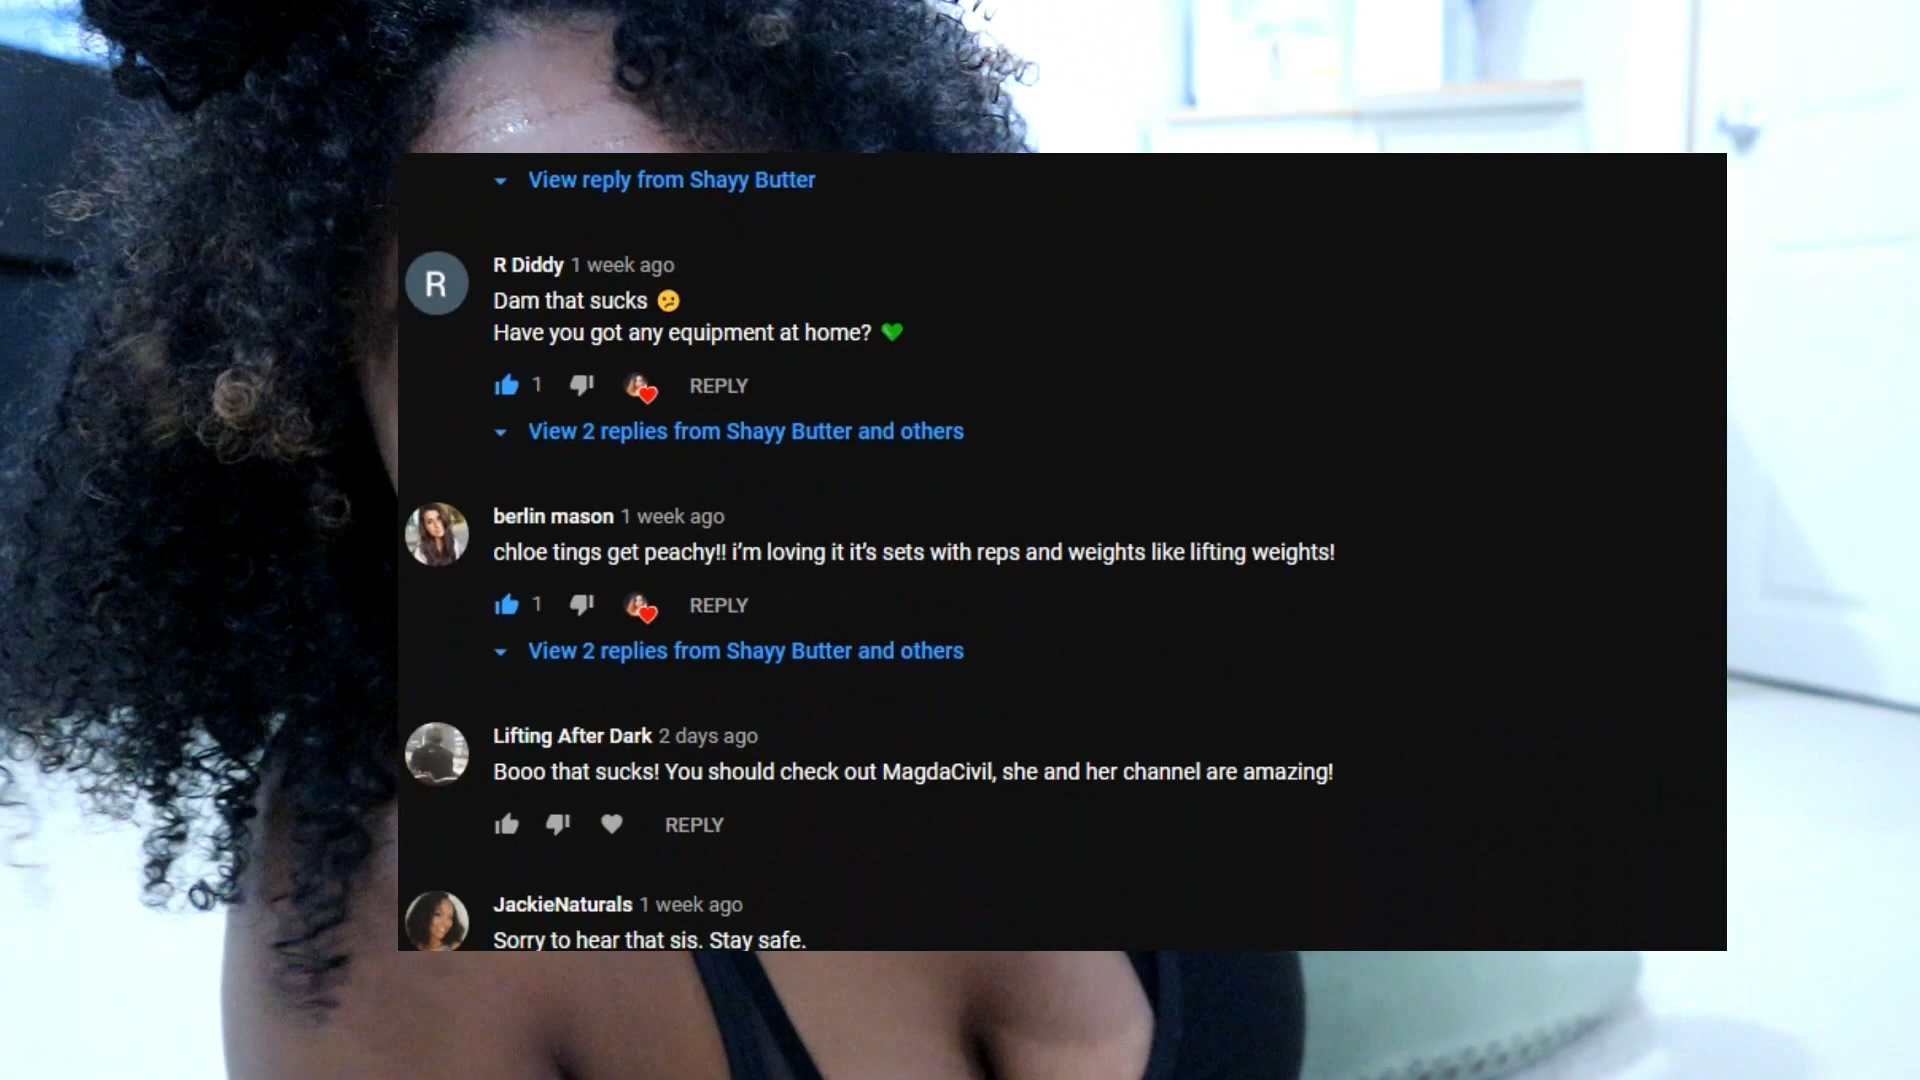 View reply from Shayy Butter
R
R Diddy 1 week ago
Dam that sucks 😕
Have you got any equipment at home? 💚
1
REPLY
View 2 replies from Shayy Butter and others
berlin mason 1 week ago
chloe tings get peachy!! i’m loving it it’s sets with reps and weights like lifting weights!
1
REPLY
View 2 replies from Shayy Butter and others
Lifting After Dark 2 days ago
Booo that sucks! You should check out MagdaCivil, she and her channel are amazing!
REPLY
JackieNaturals 1 week ago
Sorry to hear that sis. Stay safe.